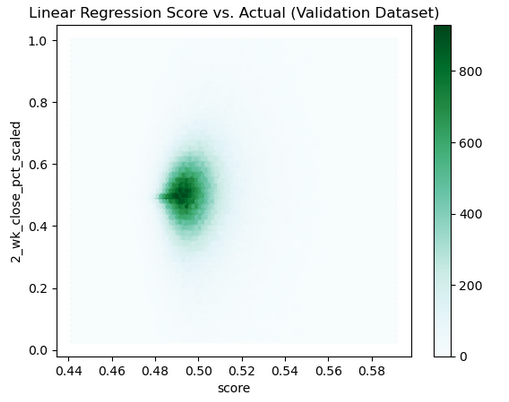 Linear Regression Score vs. Actual (Validation Dataset)
1.0
0.8
0.6
0.4
0.2
0.0
2_wk_close_pct_scaled
0.44 0.46 0.48 0.50 0.52 0.54 0.56 0.58
score
800
600
400
200
0